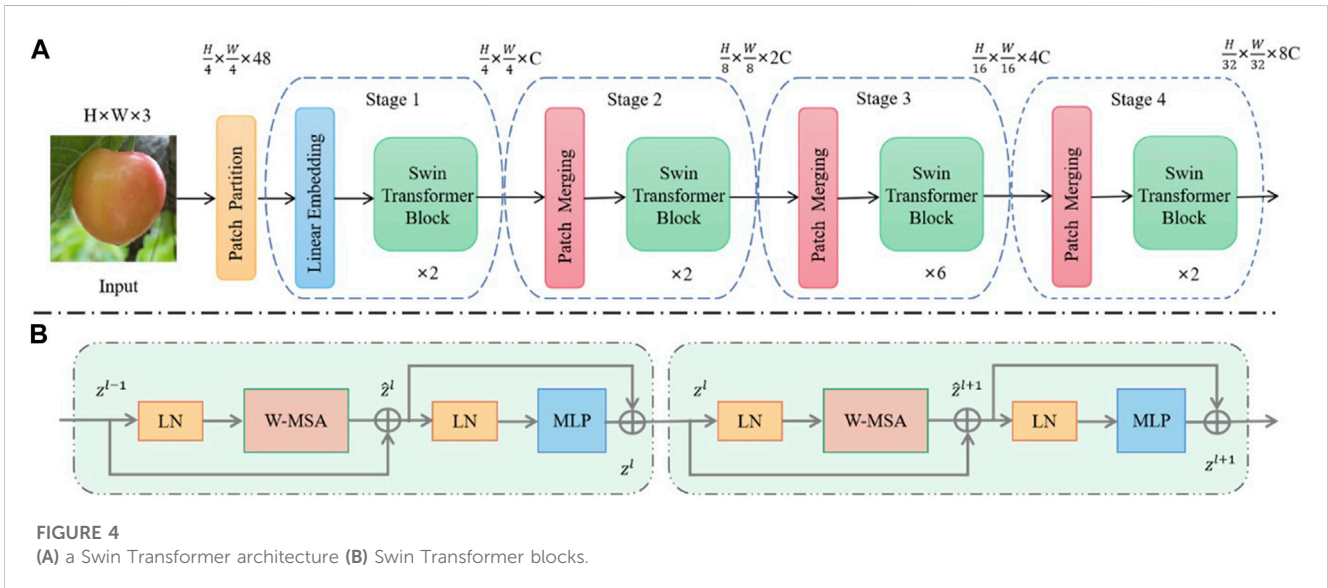 A
H/4 × W/4 ×48
H/4 × W/4 ×C
H/8 × W/8 ×2C
H/16 × W/16 ×4C
H/32 × W/32 ×8C
H×W×3
Input
Patch Partition
Stage 1
Linear Embedding
Swin
Transformer
Block
×2
Stage 2
Patch Merging
Swin
Transformer
Block
×2
Stage 3
Patch Merging
Swin
Transformer
Block
×6
Stage 4
Patch Merging
Swin
Transformer
Block
×2
B
z^{l−1}
LN
W-MSA
ẑ^{l}
LN
MLP
z^{l}
z^{l}
LN
W-MSA
ẑ^{l+1}
LN
MLP
z^{l+1}
FIGURE 4
(A) a Swin Transformer architecture (B) Swin Transformer blocks.